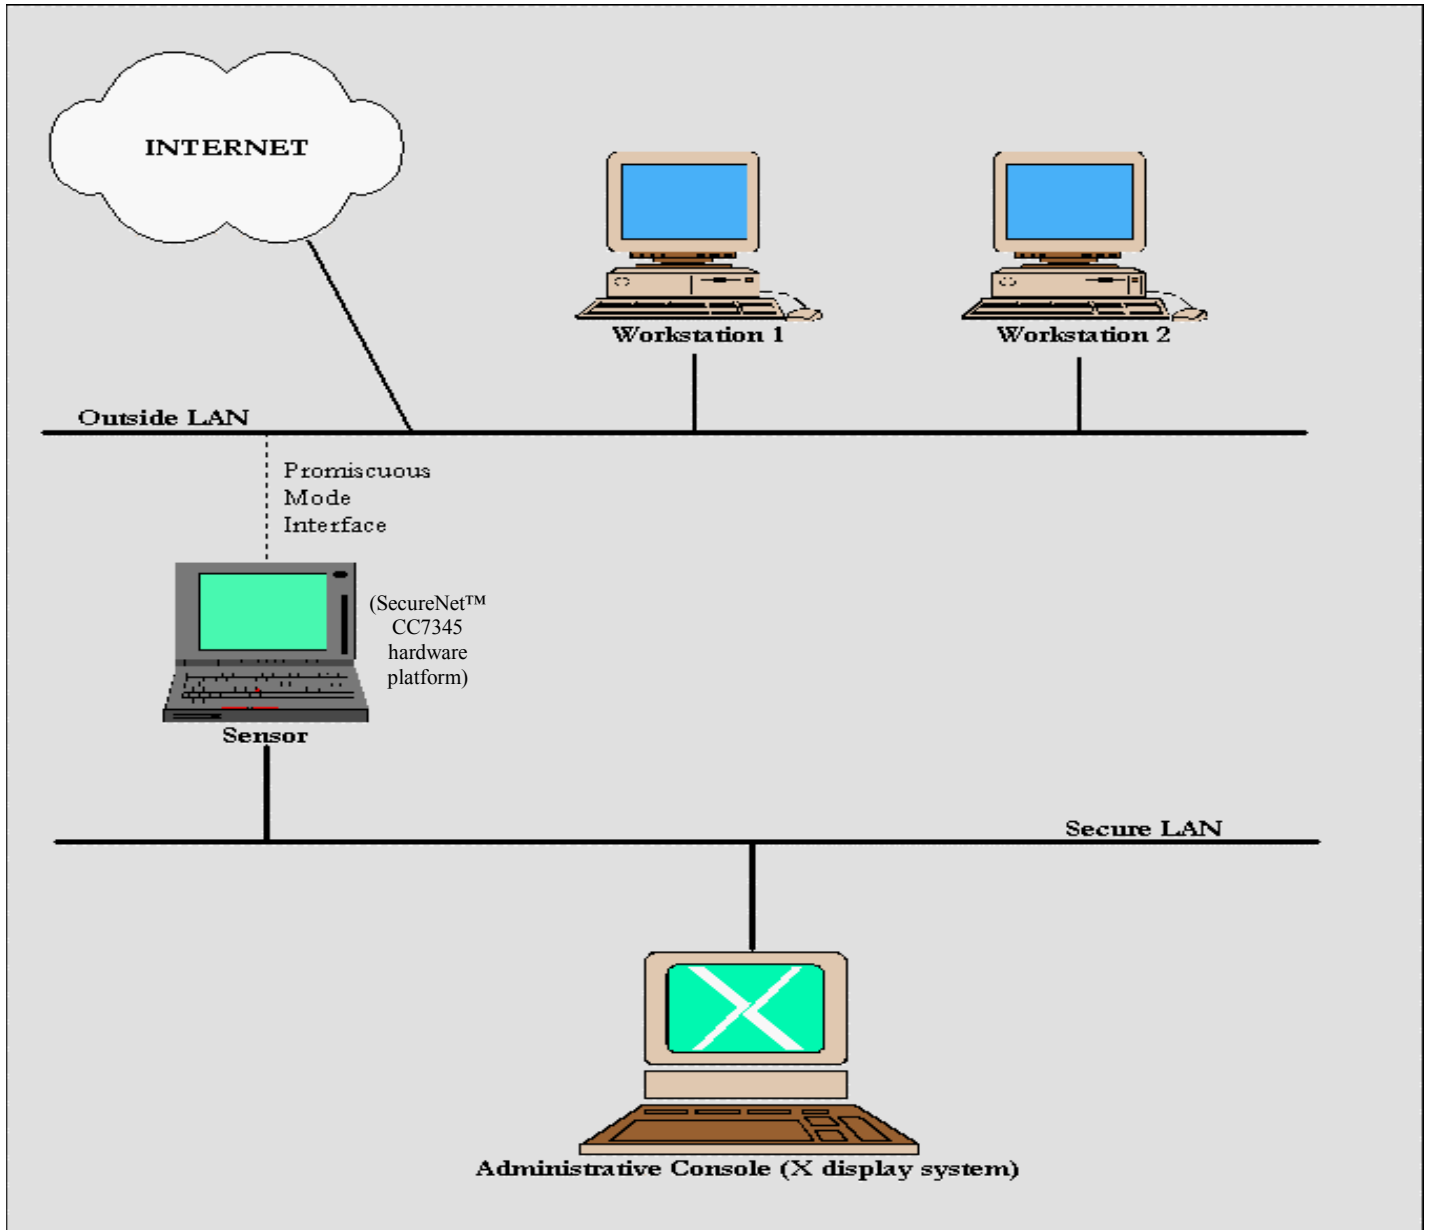 INTERNET
Workstation 1
Workstation 2
Outside LAN
Promiscuous
Mode
Interface
(SecureNet™
CC7345
hardware
platform)
Sensor
Secure LAN
Administrative Console (X display system)